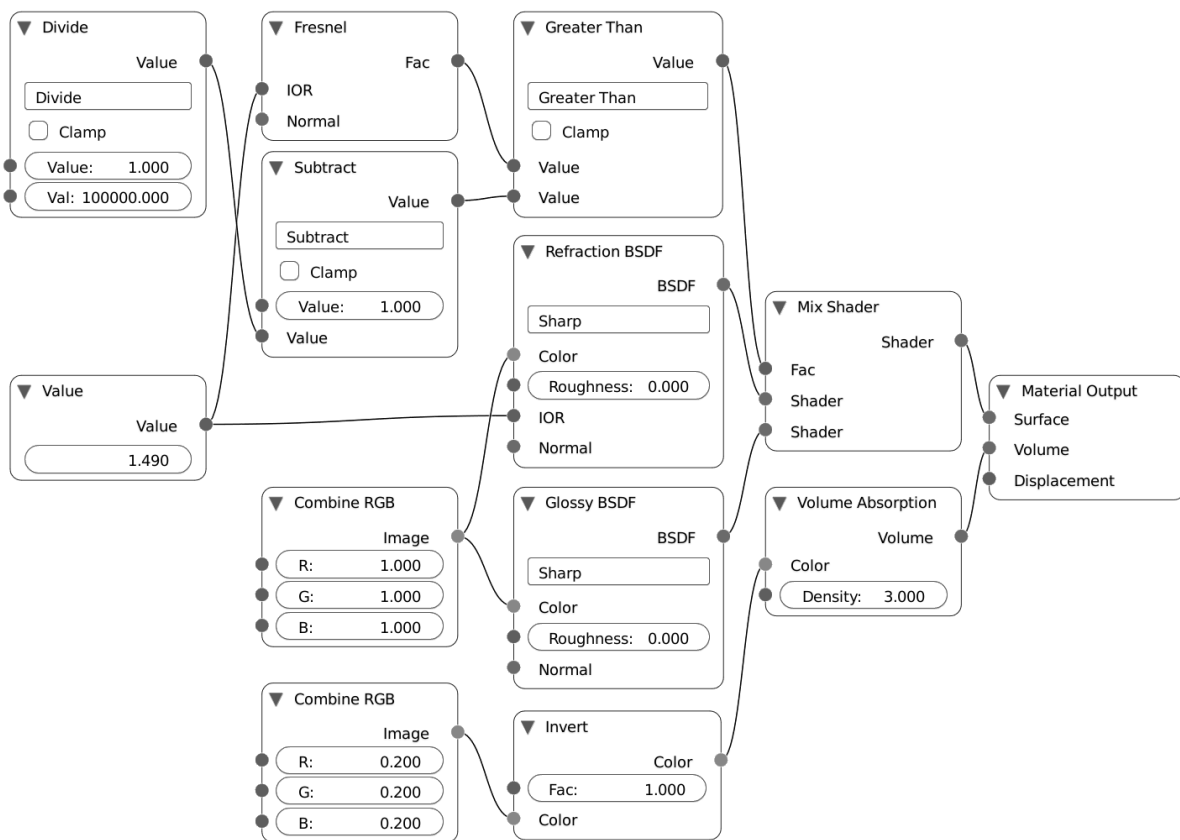 Divide
Value
Divide
Clamp
Value: 1.000
Val: 100000.000
Fresnel
Fac
IOR
Normal
Greater Than
Value
Greater Than
Clamp
Value
Value
Subtract
Value
Subtract
Clamp
Value: 1.000
Value
Refraction BSDF
BSDF
Sharp
Color
Roughness: 0.000
IOR
Normal
Mix Shader
Shader
Fac
Shader
Shader
Material Output
Surface
Volume
Displacement
Value
Value
1.490
Combine RGB
Image
R: 1.000
G: 1.000
B: 1.000
Glossy BSDF
BSDF
Sharp
Color
Roughness: 0.000
Normal
Volume Absorption
Volume
Color
Density: 3.000
Combine RGB
Image
R: 0.200
G: 0.200
B: 0.200
Invert
Color
Fac: 1.000
Color